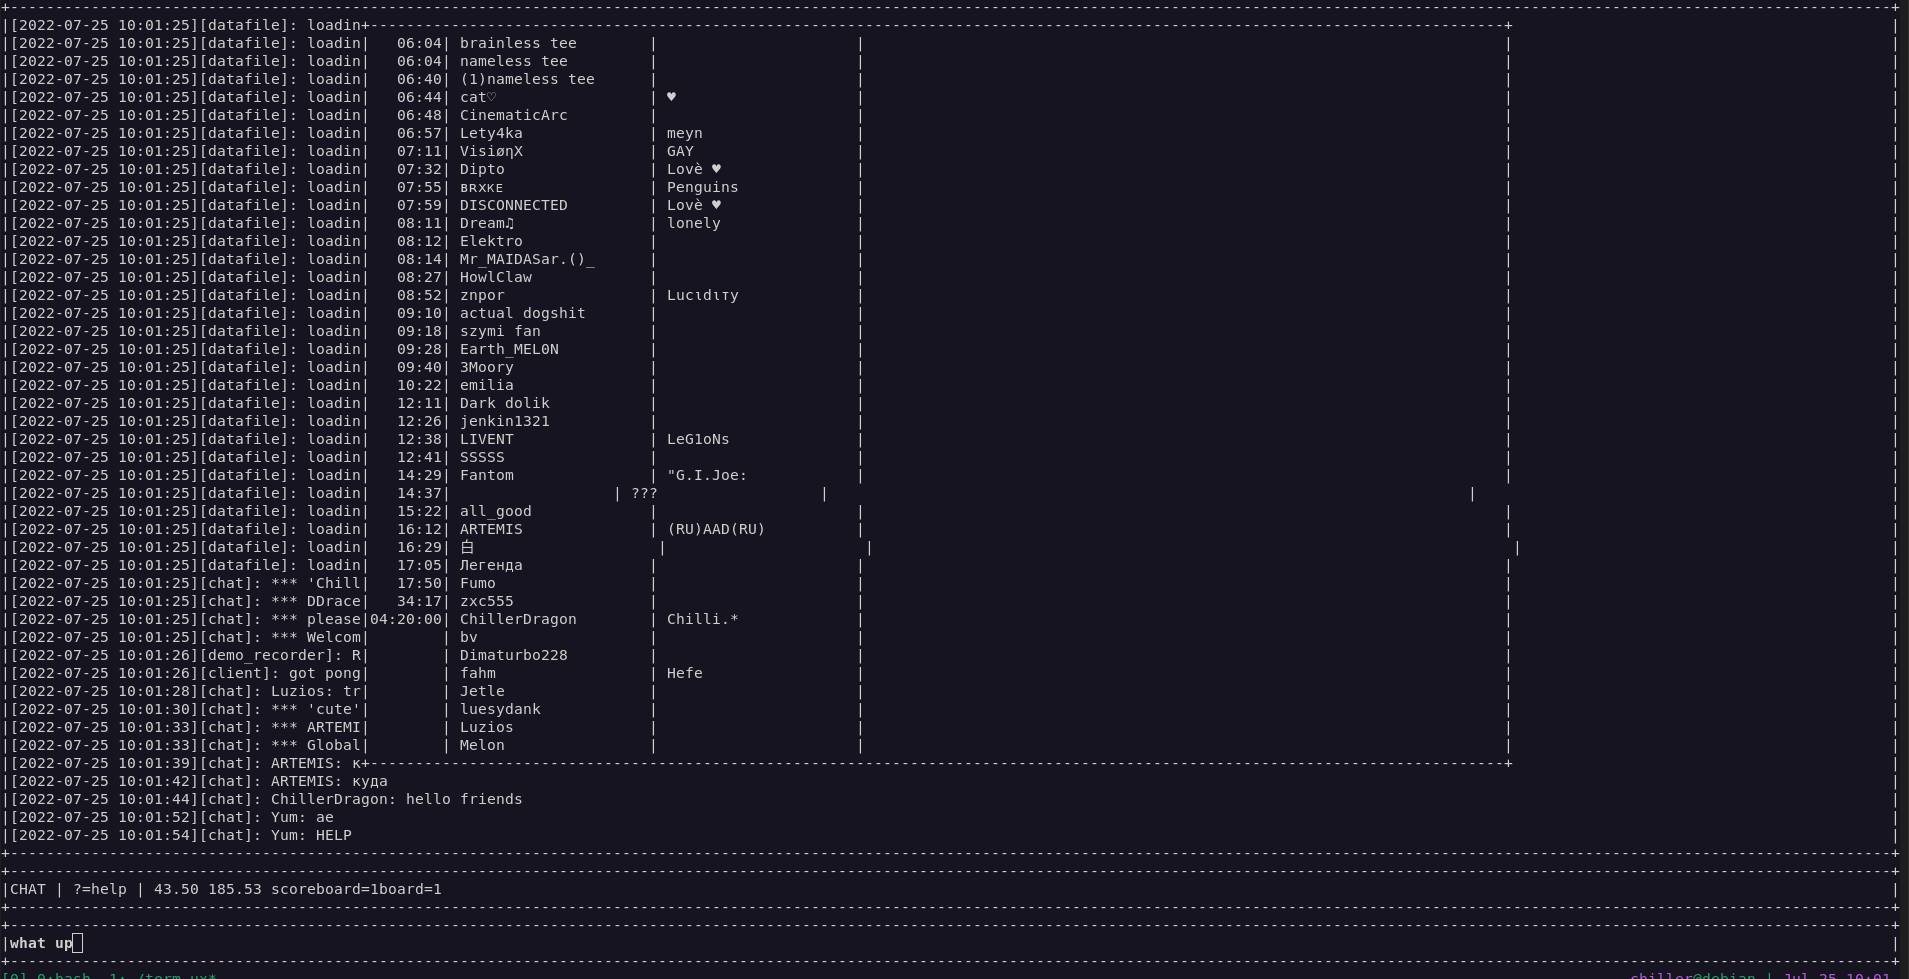 [2022-07-25 10:01:25][datafile]: loadin
[2022-07-25 10:01:25][datafile]: loadin| 06:04| brainless tee | |
[2022-07-25 10:01:25][datafile]: loadin| 06:04| nameless tee | |
[2022-07-25 10:01:25][datafile]: loadin| 06:40| (1)nameless tee | |
[2022-07-25 10:01:25][datafile]: loadin| 06:44| cat♡ | ♥ |
[2022-07-25 10:01:25][datafile]: loadin| 06:48| CinematicArc | |
[2022-07-25 10:01:25][datafile]: loadin| 06:57| Lety4ka | meyn |
[2022-07-25 10:01:25][datafile]: loadin| 07:11| VisiøηX | GAY |
[2022-07-25 10:01:25][datafile]: loadin| 07:32| Dipto | Lovè ♥ |
[2022-07-25 10:01:25][datafile]: loadin| 07:55| ʙʀxᴋᴇ | Penguins |
[2022-07-25 10:01:25][datafile]: loadin| 07:59| DISCONNECTED | Lovè ♥ |
[2022-07-25 10:01:25][datafile]: loadin| 08:11| Dream♫ | lonely |
[2022-07-25 10:01:25][datafile]: loadin| 08:12| Elektro | |
[2022-07-25 10:01:25][datafile]: loadin| 08:14| Mr_MAIDASar.()_ | |
[2022-07-25 10:01:25][datafile]: loadin| 08:27| HowlClaw | |
[2022-07-25 10:01:25][datafile]: loadin| 08:52| znpor | Lucιdιтy |
[2022-07-25 10:01:25][datafile]: loadin| 09:10| actual dogshit | |
[2022-07-25 10:01:25][datafile]: loadin| 09:18| szymi fan | |
[2022-07-25 10:01:25][datafile]: loadin| 09:28| Earth_MEL0N | |
[2022-07-25 10:01:25][datafile]: loadin| 09:40| 3Moory | |
[2022-07-25 10:01:25][datafile]: loadin| 10:22| emilia | |
[2022-07-25 10:01:25][datafile]: loadin| 12:11| Dark dolik | |
[2022-07-25 10:01:25][datafile]: loadin| 12:26| jenkin1321 | |
[2022-07-25 10:01:25][datafile]: loadin| 12:38| LIVENT | LeG1oNs |
[2022-07-25 10:01:25][datafile]: loadin| 12:41| SSSSS | |
[2022-07-25 10:01:25][datafile]: loadin| 14:29| Fantom | "G.I.Joe: |
[2022-07-25 10:01:25][datafile]: loadin| 14:37| | ??? |
[2022-07-25 10:01:25][datafile]: loadin| 15:22| all_good | |
[2022-07-25 10:01:25][datafile]: loadin| 16:12| ARTEMIS | (RU)AAD(RU) |
[2022-07-25 10:01:25][datafile]: loadin| 16:29| 白 | |
[2022-07-25 10:01:25][datafile]: loadin| 17:05| Легенда | |
[2022-07-25 10:01:25][chat]: *** 'Chill| 17:50| Fumo | |
[2022-07-25 10:01:25][chat]: *** DDrace| 34:17| zxc555 | |
[2022-07-25 10:01:25][chat]: *** please|04:20:00| ChillerDragon | Chilli.* |
[2022-07-25 10:01:25][chat]: *** Welcom| | bv | |
[2022-07-25 10:01:26][demo_recorder]: R| | Dimaturbo228 | |
[2022-07-25 10:01:26][client]: got pong| | fahm | Hefe |
[2022-07-25 10:01:28][chat]: Luzios: tr| | Jetle | |
[2022-07-25 10:01:30][chat]: *** 'cute'| | luesydank | |
[2022-07-25 10:01:33][chat]: *** ARTEMI| | Luzios | |
[2022-07-25 10:01:33][chat]: *** Global| | Melon | |
[2022-07-25 10:01:39][chat]: ARTEMIS: к
[2022-07-25 10:01:42][chat]: ARTEMIS: куда
[2022-07-25 10:01:44][chat]: ChillerDragon: hello friends
[2022-07-25 10:01:52][chat]: Yum: ae
[2022-07-25 10:01:54][chat]: Yum: HELP
|CHAT | ?=help | 43.50 185.53 scoreboard=1board=1
|what up
[0] 0:bash- 1:./term-ux* chiller@debian | Jul 25 10:01